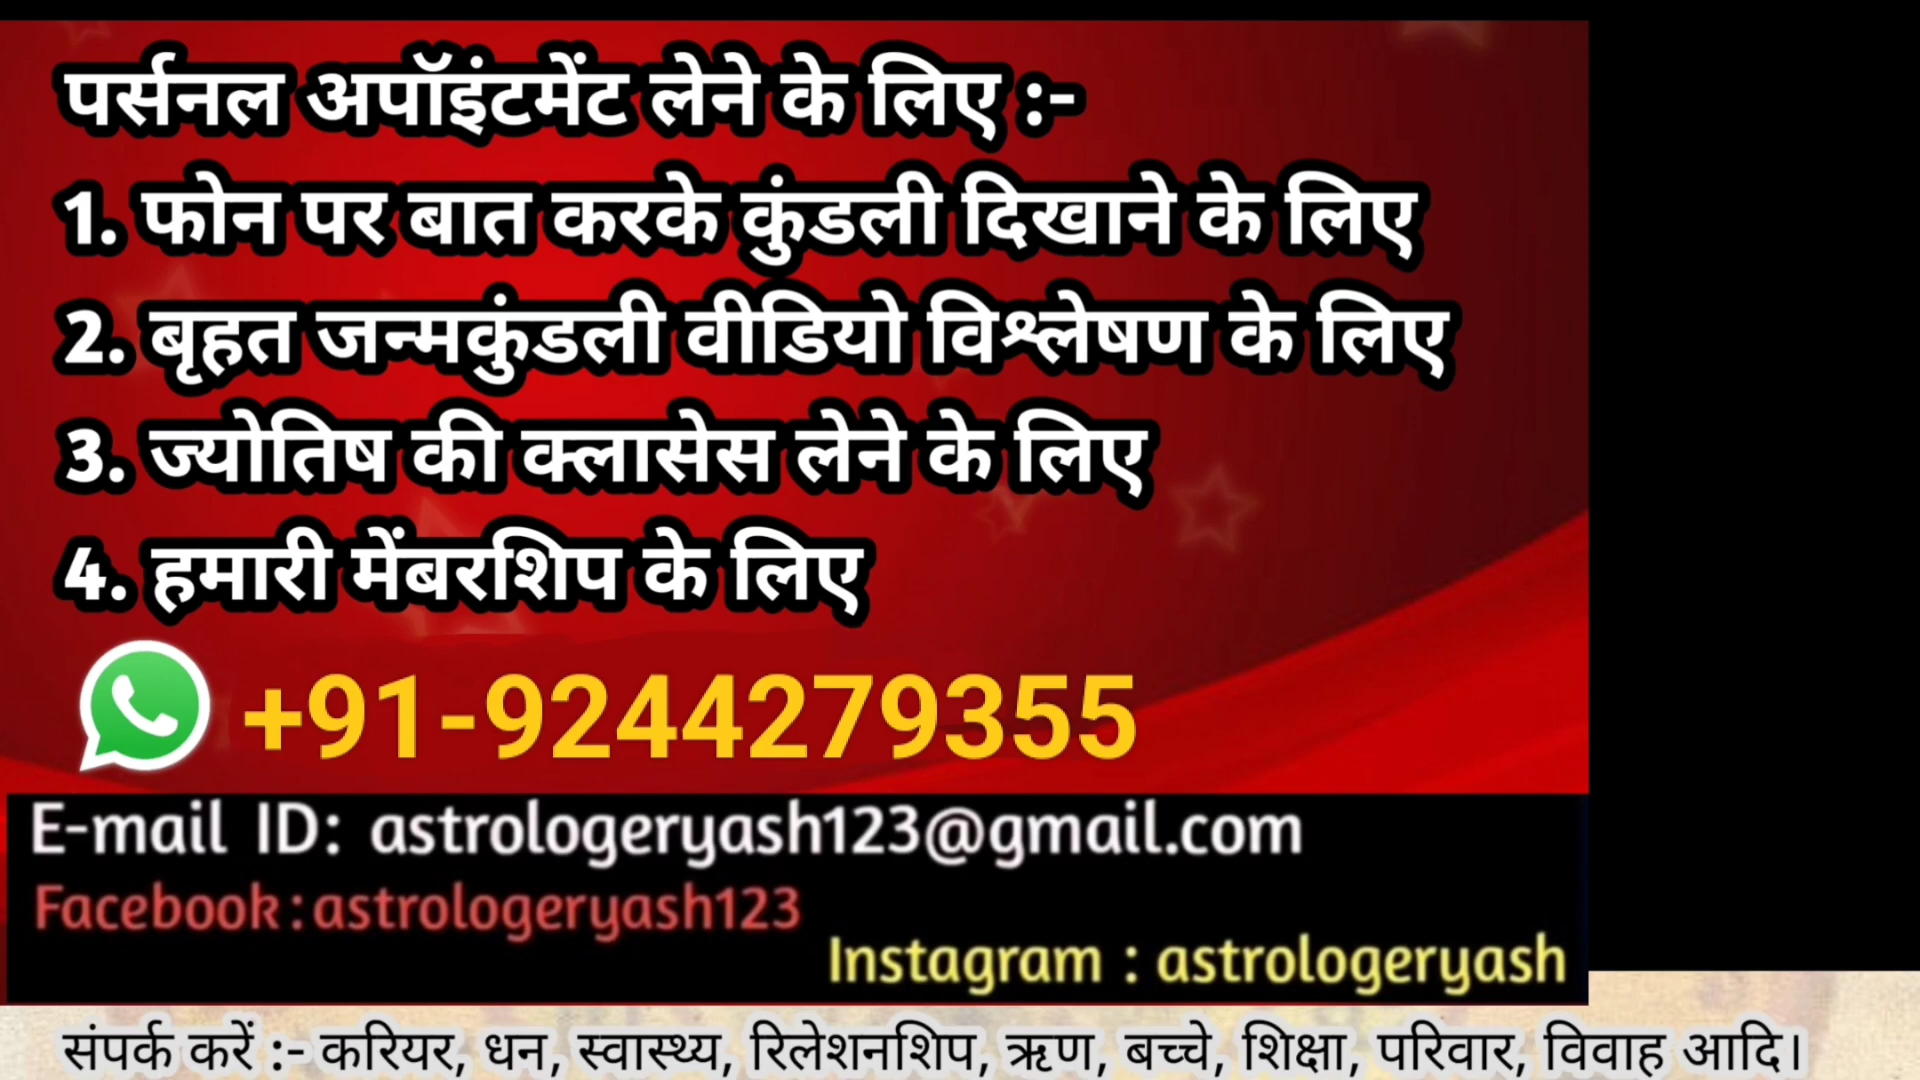 पर्सनल अपॉइंटमेंट लेने के लिए :-
1. फोन पर बात करके कुंडली दिखाने के लिए
2. बृहत जन्मकुंडली वीडियो विश्लेषण के लिए
3. ज्योतिष की क्लासेस लेने के लिए
4. हमारी मेंबरशिप के लिए
+91-9244279355
E-mail ID: astrologeryash123@gmail.com
Facebook : astrologeryash123
Instagram : astrologeryash
संपर्क करें :- करियर, धन, स्वास्थ्य, रिलेशनशिप, ऋण, बच्चे, शिक्षा, परिवार, विवाह आदि।